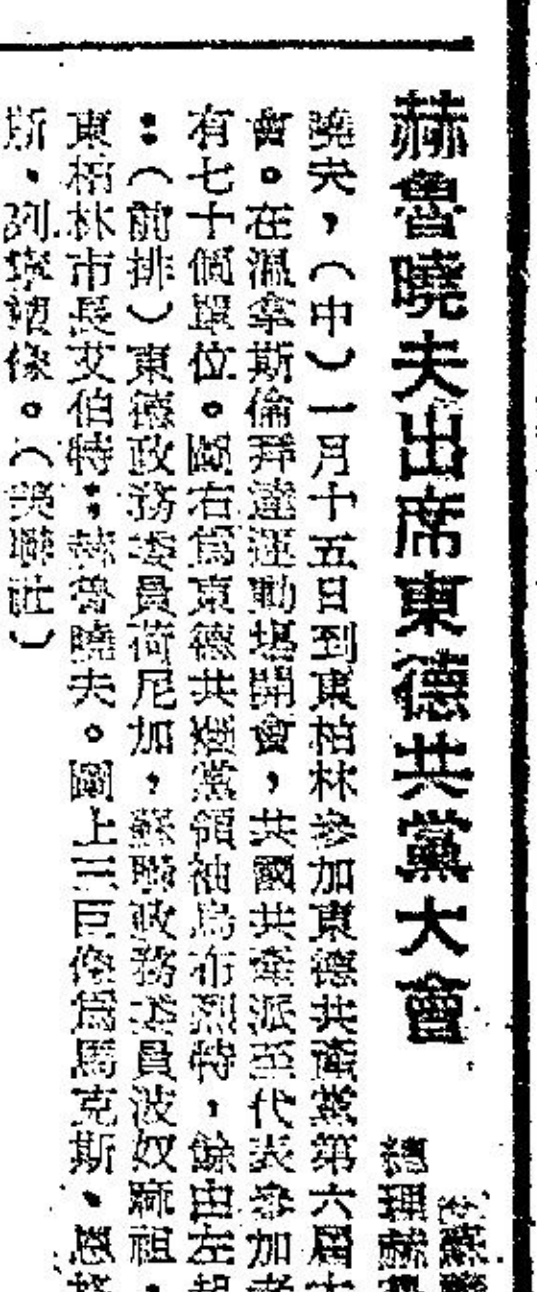 赫魯曉夫出席東德共黨大會
蘇聯
總理赫魯
曉夫,(中)一月十五日到東柏林參加東德共產黨第六屆大
會。在溫拿斯倫菲達運動場開會,共國共產派至代表參加者
有七十個單位。圖右為東德共產黨領袖烏布烈特,餘由左起
:(前排)東德政務委員荷尼加,蘇聯政務委員波奴麻祖,
東柏林市長艾伯特;赫魯曉夫。圖上三巨像為馬克斯、恩格
斯、列寧塑像。(美聯社)